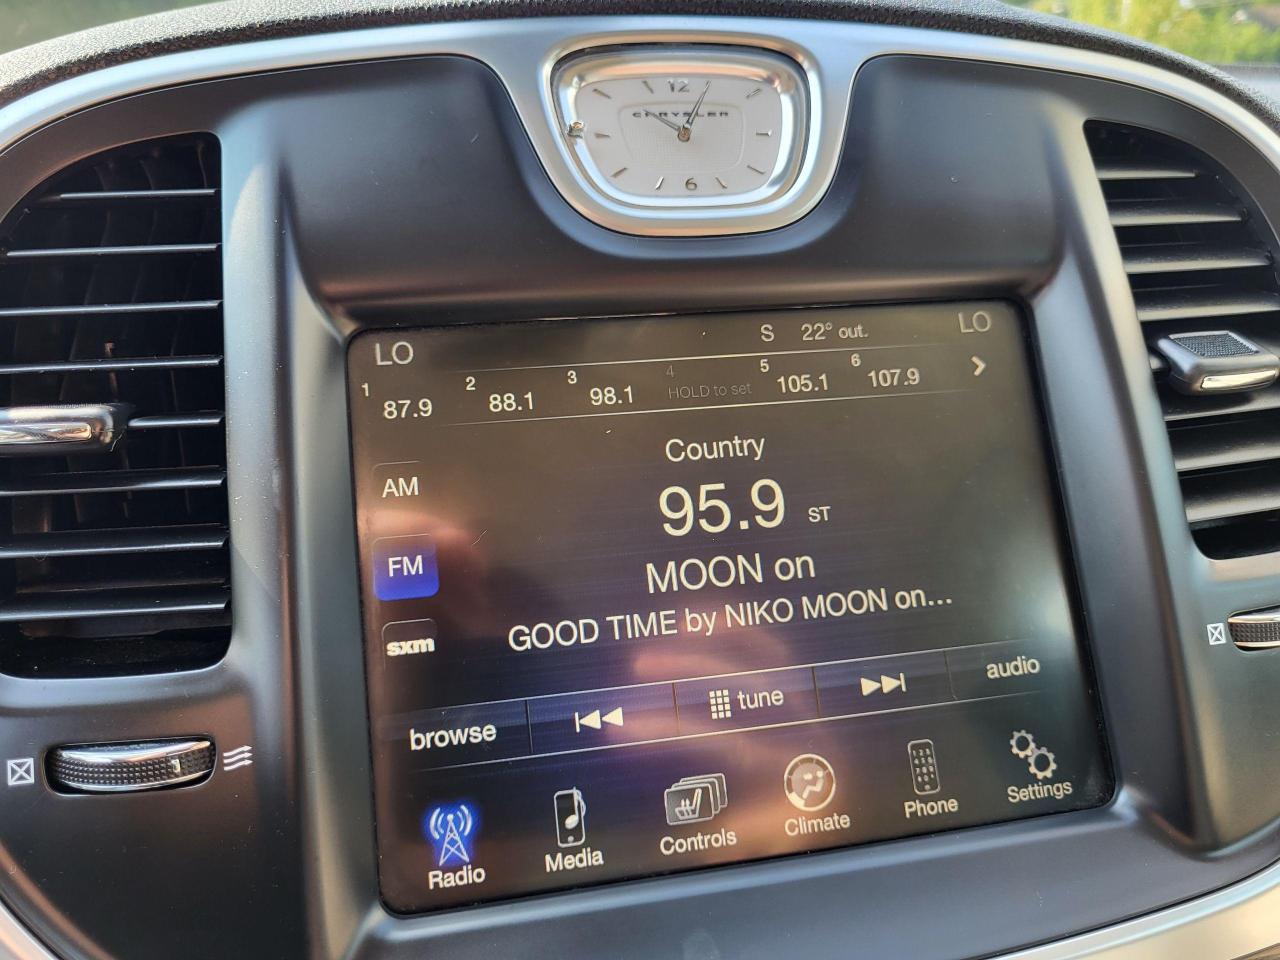 12
CHRYSLER
6
LO
S 22° out.
LO
1 87.9
2 88.1
3 98.1
4 HOLD to set
5 105.1
6 107.9
Country
AM
95.9 ST
FM
MOON on
GOOD TIME by NIKO MOON on...
sxm
browse
tune
audio
Radio
Media
Controls
Climate
Phone
Settings